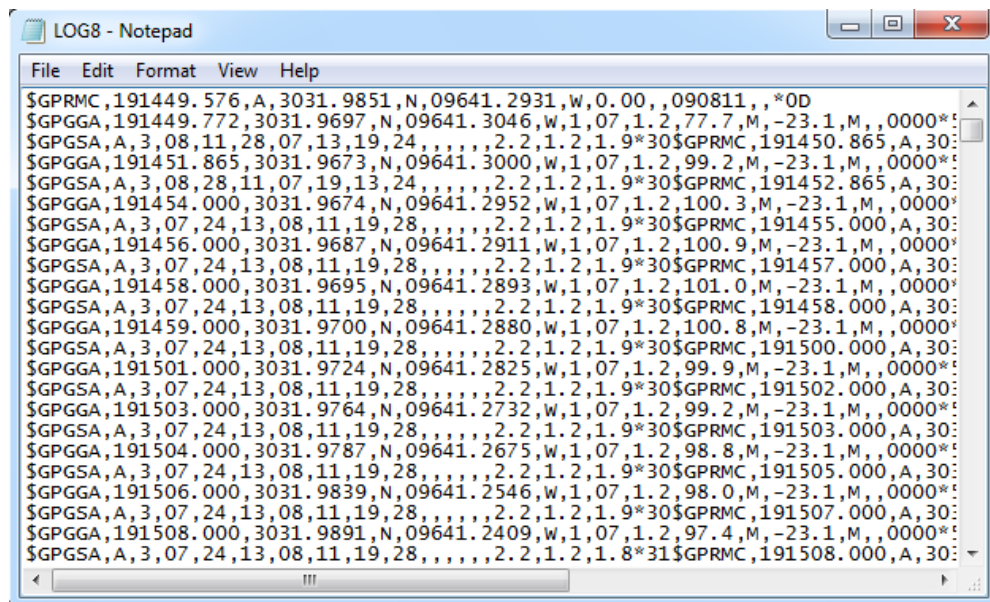 LOG8 - Notepad
File Edit Format View Help
$GPRMC,191449.576,A,3031.9851,N,09641.2931,W,0.00,,090811,,*0D
$GPGGA,191449.772,3031.9697,N,09641.3046,W,1,07,1.2,77.7,M,-23.1,M,,0000*5
$GPGSA,A,3,08,11,28,07,13,19,24,,,,,,2.2,1.2,1.9*30$GPRMC,191450.865,A,303
$GPGGA,191451.865,3031.9673,N,09641.3000,W,1,07,1.2,99.2,M,-23.1,M,,0000*5
$GPGSA,A,3,08,28,11,07,19,13,24,,,,,,2.2,1.2,1.9*30$GPRMC,191452.865,A,303
$GPGGA,191454.000,3031.9674,N,09641.2952,W,1,07,1.2,100.3,M,-23.1,M,,0000*
$GPGSA,A,3,07,24,13,08,11,19,28,,,,,,2.2,1.2,1.9*30$GPRMC,191455.000,A,303
$GPGGA,191456.000,3031.9687,N,09641.2911,W,1,07,1.2,100.9,M,-23.1,M,,0000*
$GPGSA,A,3,07,24,13,08,11,19,28,,,,,,2.2,1.2,1.9*30$GPRMC,191457.000,A,303
$GPGGA,191458.000,3031.9695,N,09641.2893,W,1,07,1.2,101.0,M,-23.1,M,,0000*
$GPGSA,A,3,07,24,13,08,11,19,28,,,,,,2.2,1.2,1.9*30$GPRMC,191458.000,A,303
$GPGGA,191459.000,3031.9700,N,09641.2880,W,1,07,1.2,100.8,M,-23.1,M,,0000*
$GPGSA,A,3,07,24,13,08,11,19,28,,,,,,2.2,1.2,1.9*30$GPRMC,191500.000,A,303
$GPGGA,191501.000,3031.9724,N,09641.2825,W,1,07,1.2,99.9,M,-23.1,M,,0000*5
$GPGSA,A,3,07,24,13,08,11,19,28,,,,,,2.2,1.2,1.9*30$GPRMC,191502.000,A,303
$GPGGA,191503.000,3031.9764,N,09641.2732,W,1,07,1.2,99.2,M,-23.1,M,,0000*5
$GPGSA,A,3,07,24,13,08,11,19,28,,,,,,2.2,1.2,1.9*30$GPRMC,191503.000,A,303
$GPGGA,191504.000,3031.9787,N,09641.2675,W,1,07,1.2,98.8,M,-23.1,M,,0000*5
$GPGSA,A,3,07,24,13,08,11,19,28,,,,,,2.2,1.2,1.9*30$GPRMC,191505.000,A,303
$GPGGA,191506.000,3031.9839,N,09641.2546,W,1,07,1.2,98.0,M,-23.1,M,,0000*5
$GPGSA,A,3,07,24,13,08,11,19,28,,,,,,2.2,1.2,1.9*30$GPRMC,191507.000,A,303
$GPGGA,191508.000,3031.9891,N,09641.2409,W,1,07,1.2,97.4,M,-23.1,M,,0000*5
$GPGSA,A,3,07,24,13,08,11,19,28,,,,,,2.2,1.2,1.8*31$GPRMC,191508.000,A,303